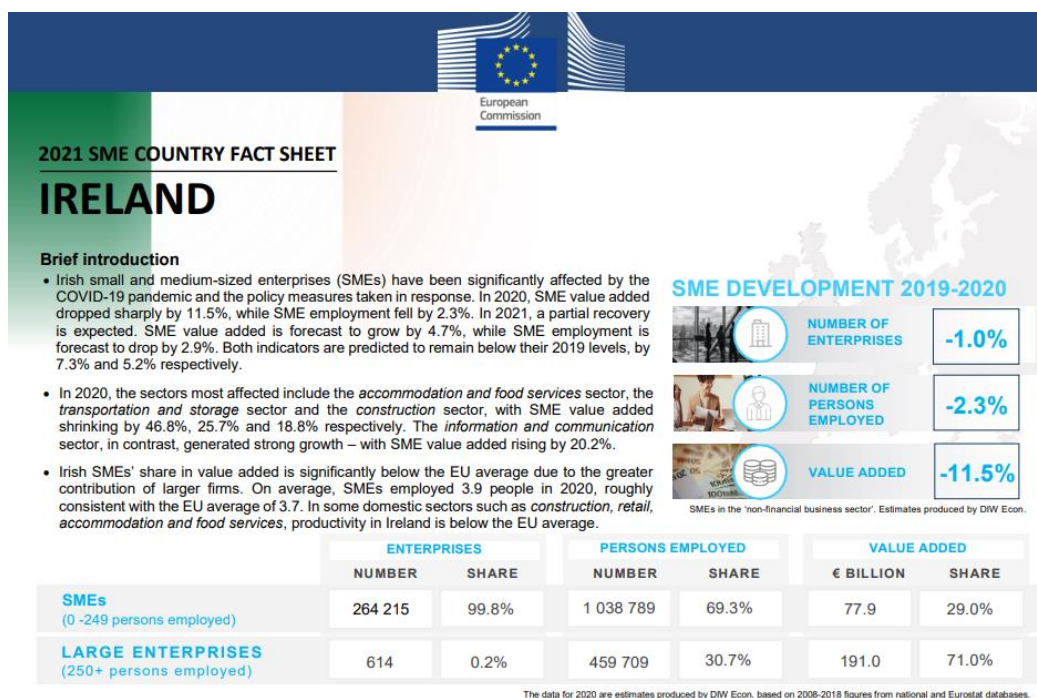 European
Commission
2021 SME COUNTRY FACT SHEET
IRELAND
Brief introduction
• Irish small and medium-sized enterprises (SMEs) have been significantly affected by the
COVID-19 pandemic and the policy measures taken in response. In 2020, SME value added
dropped sharply by 11.5%, while SME employment fell by 2.3%. In 2021, a partial recovery
is expected. SME value added is forecast to grow by 4.7%, while SME employment is
forecast to drop by 2.9%. Both indicators are predicted to remain below their 2019 levels, by
7.3% and 5.2% respectively.
• In 2020, the sectors most affected include the accommodation and food services sector, the
transportation and storage sector and the construction sector, with SME value added
shrinking by 46.8%, 25.7% and 18.8% respectively. The information and communication
sector, in contrast, generated strong growth – with SME value added rising by 20.2%.
• Irish SMEs' share in value added is significantly below the EU average due to the greater
contribution of larger firms. On average, SMEs employed 3.9 people in 2020, roughly
consistent with the EU average of 3.7. In some domestic sectors such as construction, retail,
accommodation and food services, productivity in Ireland is below the EU average.
SME DEVELOPMENT 2019-2020
NUMBER OF
ENTERPRISES
-1.0%
NUMBER OF
PERSONS
EMPLOYED
-2.3%
VALUE ADDED
-11.5%
SMEs in the 'non-financial business sector'. Estimates produced by DIW Econ.
ENTERPRISES PERSONS EMPLOYED VALUE ADDED
NUMBER SHARE NUMBER SHARE € BILLION SHARE
SMEs
(0 -249 persons employed)
264 215 99.8% 1 038 789 69.3% 77.9 29.0%
LARGE ENTERPRISES
(250+ persons employed)
614 0.2% 459 709 30.7% 191.0 71.0%
The data for 2020 are estimates produced by DIW Econ, based on 2008-2018 figures from national and Eurostat databases.